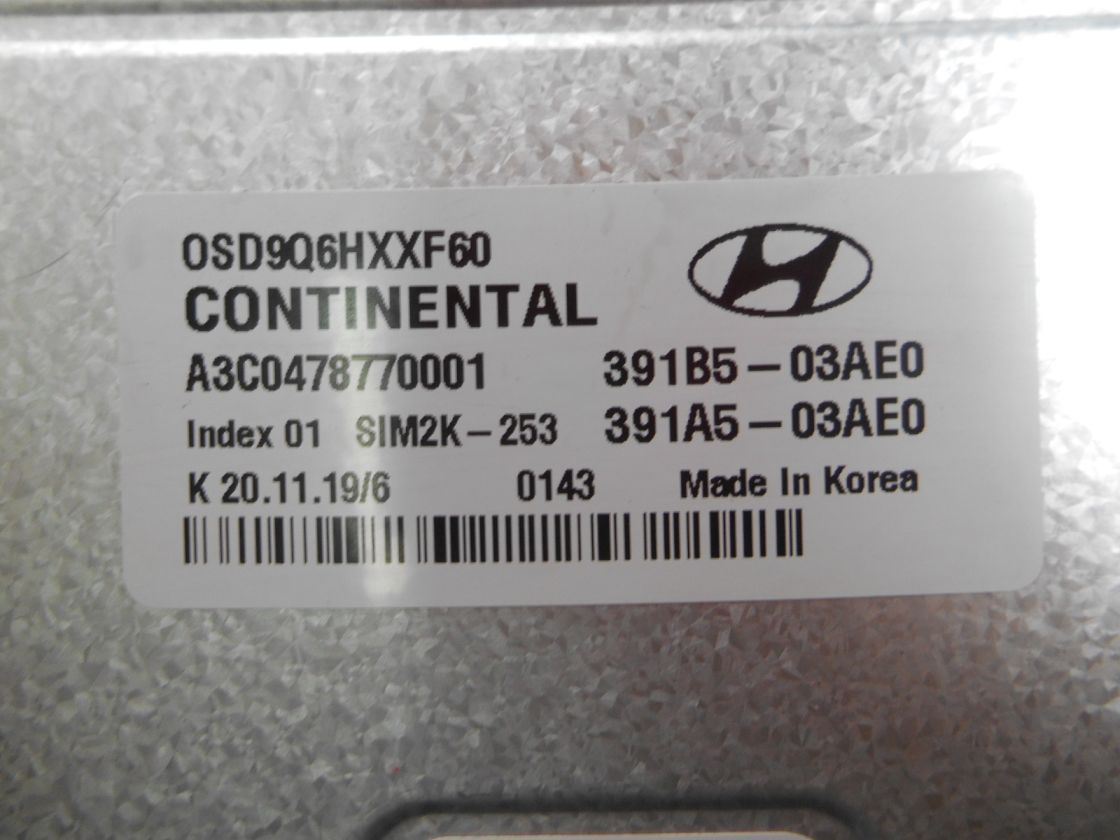 OSD9Q6HXXF60
CONTINENTAL
A3C0478770001 391B5-03AE0
Index 01 SIM2K-253 391A5-03AE0
K 20.11.19/6 0143 Made In Korea